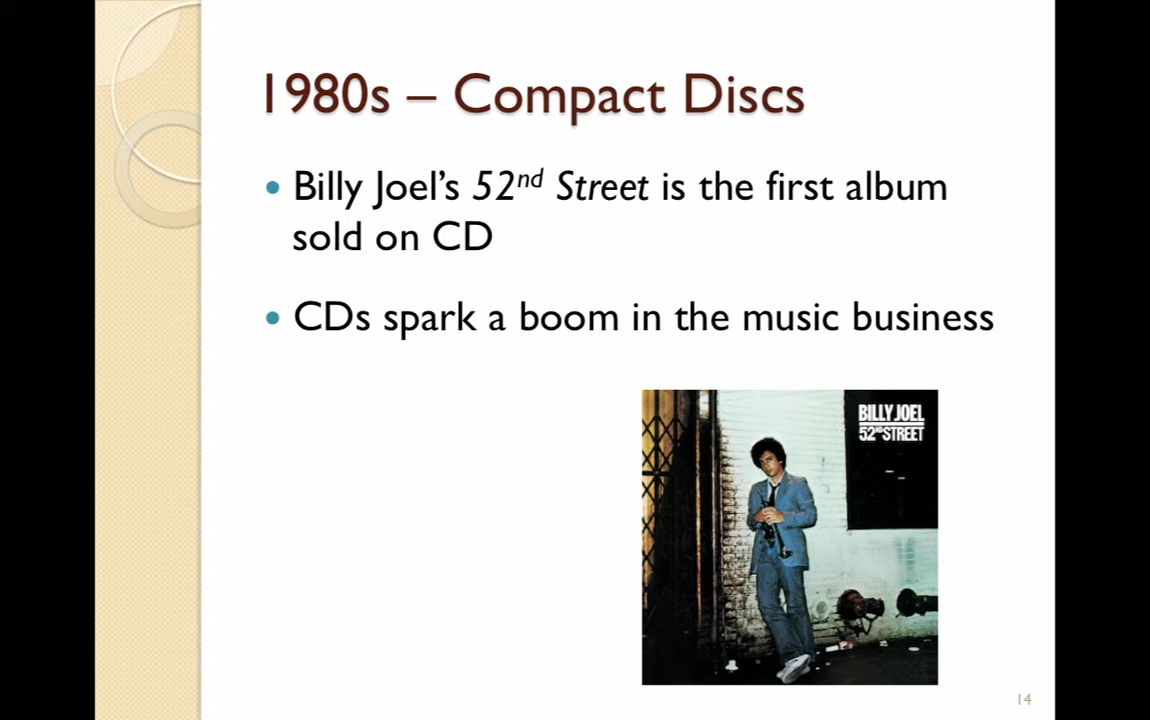 1980s – Compact Discs
• Billy Joel’s 52nd Street is the first album
sold on CD
• CDs spark a boom in the music business
BILLY JOEL
52ND STREET
14